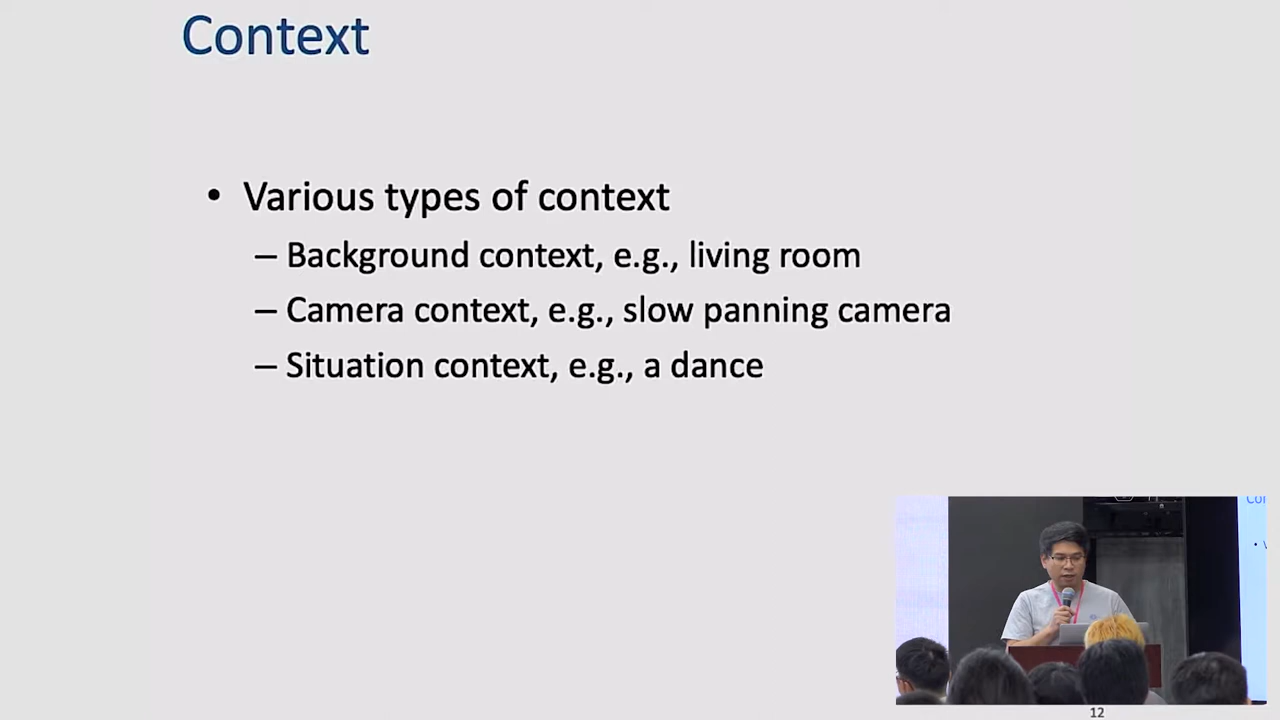 Context
• Various types of context
– Background context, e.g., living room
– Camera context, e.g., slow panning camera
– Situation context, e.g., a dance
12